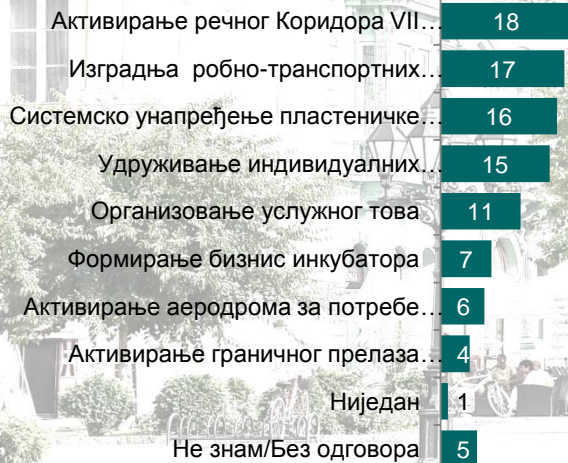 Активирање речног Коридора VII… 18
Изградња робно-транспортних… 17
Системско унапређење пластеничке… 16
Удруживање индивидуалних… 15
Организовање услужног това 11
Формирање бизнис инкубатора 7
Активирање аеродрома за потребе… 6
Активирање граничног прелаза… 4
Ниједан 1
Не знам/Без одговора 5